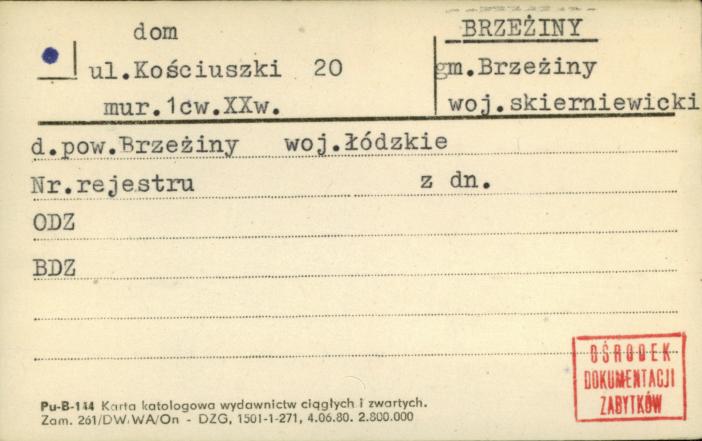 dom
BRZEŻINY
ul.Kościuszki 20
gm.Brzeżiny
mur.1cw.XXw.
woj.skierniewicki
d.pow.Brzeżiny woj.łódzkie
Nr.rejestru z dn.
ODZ
BDZ
OŚRODEK
DOKUMENTACJI
ZABYTKÓW
Pu-B-144 Karta katologowa wydawnictw ciągłych i zwartych.
Zam. 261/DW.WA/On - DZG, 1501-1-271, 4.06.80. 2.800.000